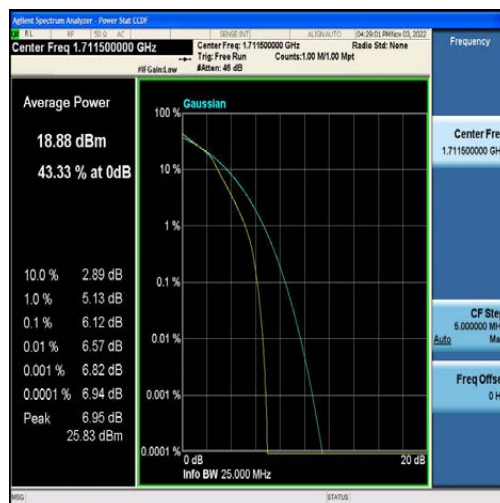 Agilent Spectrum Analyzer - Power Stat CCDF
RL RF 50 Ω AC SENSE:INT ALIGN AUTO 04:29:01 PM Nov 03, 2022
Center Freq 1.711500000 GHz
Center Freq: 1.711500000 GHz Radio Std: None
Trig: Free Run Counts:1.00 M/1.00 Mpt
#IFGain:Low #Atten: 46 dB
Frequency
Average Power
18.88 dBm
43.33 % at 0dB
10.0 % 2.89 dB
1.0 % 5.13 dB
0.1 % 6.12 dB
0.01 % 6.57 dB
0.001 % 6.82 dB
0.0001 % 6.94 dB
Peak 6.95 dB
25.83 dBm
Gaussian
100 %
10 %
1 %
0.1 %
0.01 %
0.001 %
0.0001 %
0 dB 20 dB
Info BW 25.000 MHz
Center Fre
1.711500000 GH
CF Ste
5.000000 MH
Auto Ma
Freq Offse
0 H
MSG STATUS